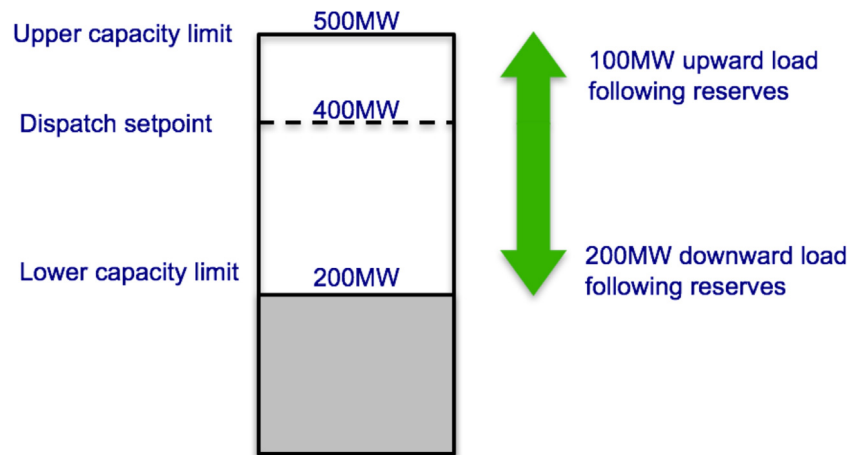 Upper capacity limit
500MW
100MW upward load
following reserves
Dispatch setpoint
400MW
Lower capacity limit
200MW
200MW downward load
following reserves